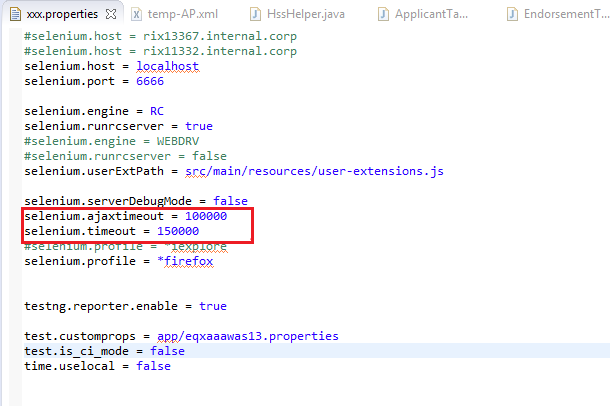 xxx.properties temp-AP.xml HssHelper.java ApplicantTa... EndorsementT...
#selenium.host = rix13367.internal.corp
#selenium.host = rix11332.internal.corp
selenium.host = localhost
selenium.port = 6666
selenium.engine = RC
selenium.runrcserver = true
#selenium.engine = WEBDRV
#selenium.runrcserver = false
selenium.userExtPath = src/main/resources/user-extensions.js
selenium.serverDebugMode = false
selenium.ajaxtimeout = 100000
selenium.timeout = 150000
#selenium.profile = *iexplore
selenium.profile = *firefox
testng.reporter.enable = true
test.customprops = app/eqxaaawas13.properties
test.is_ci_mode = false
time.uselocal = false